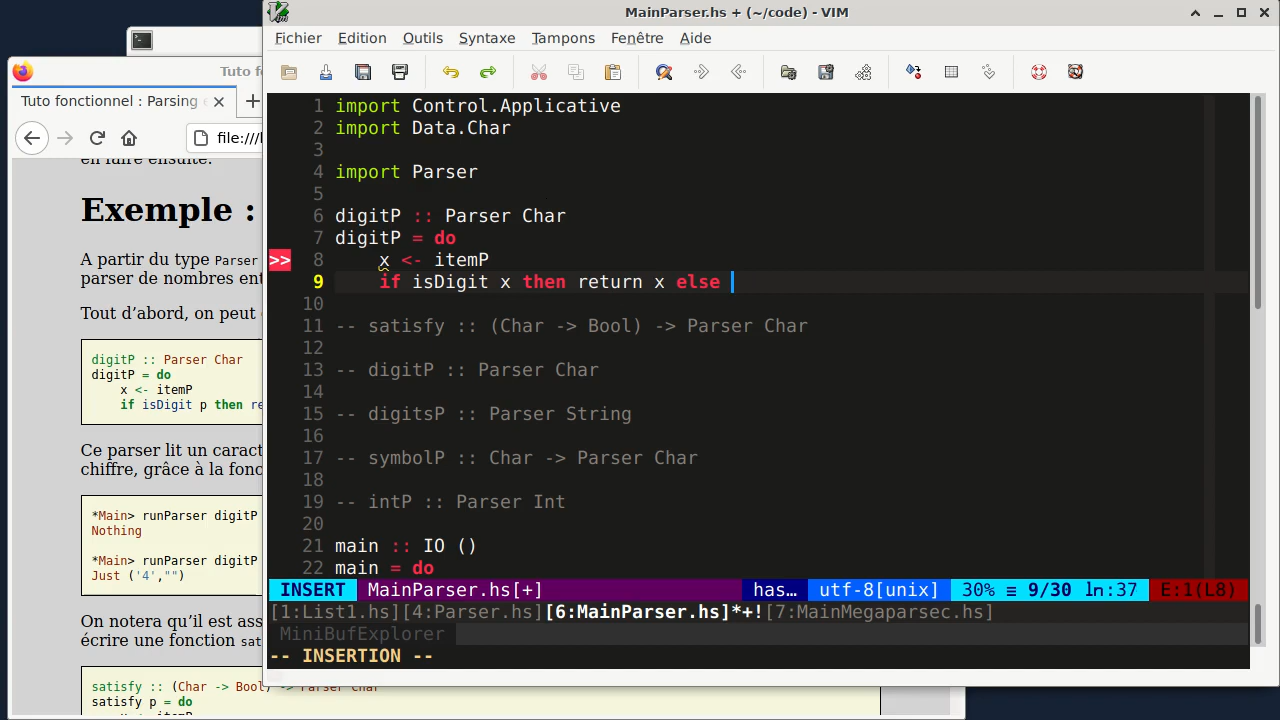 MainParser.hs + (~/code) - VIM
Fichier Edition Outils Syntaxe Tampons Fenêtre Aide
Tuto fonctionnel : Parsing
file:///
en faire ensuite.
Exemple :
A partir du type Parser
parser de nombres
Tout d’abord, on peut
digitP :: Parser Char
digitP = do
x <- itemP
if isDigit p then
Ce parser lit un
chiffre, grâce à la
*Main> runParser digitP
Nothing
*Main> runParser digitP
Just ('4',"")
On notera qu’il est
écrire une fonction
satisfy :: (Char -> Bool) -> Parser Char
satisfy p = do
1 import Control.Applicative
2 import Data.Char
3
4 import Parser
5
6 digitP :: Parser Char
7 digitP = do
>> 8 x <- itemP
9 if isDigit x then return x else
10
11 -- satisfy :: (Char -> Bool) -> Parser Char
12
13 -- digitP :: Parser Char
14
15 -- digitsP :: Parser String
16
17 -- symbolP :: Char -> Parser Char
18
19 -- intP :: Parser Int
20
21 main :: IO ()
22 main = do
INSERT MainParser.hs[+] has… utf-8[unix] 30% ≡ 9/30 ln:37 E:1(L8)
[1:List1.hs][4:Parser.hs][6:MainParser.hs]*+![7:MainMegaparsec.hs]
MiniBufExplorer
-- INSERTION --